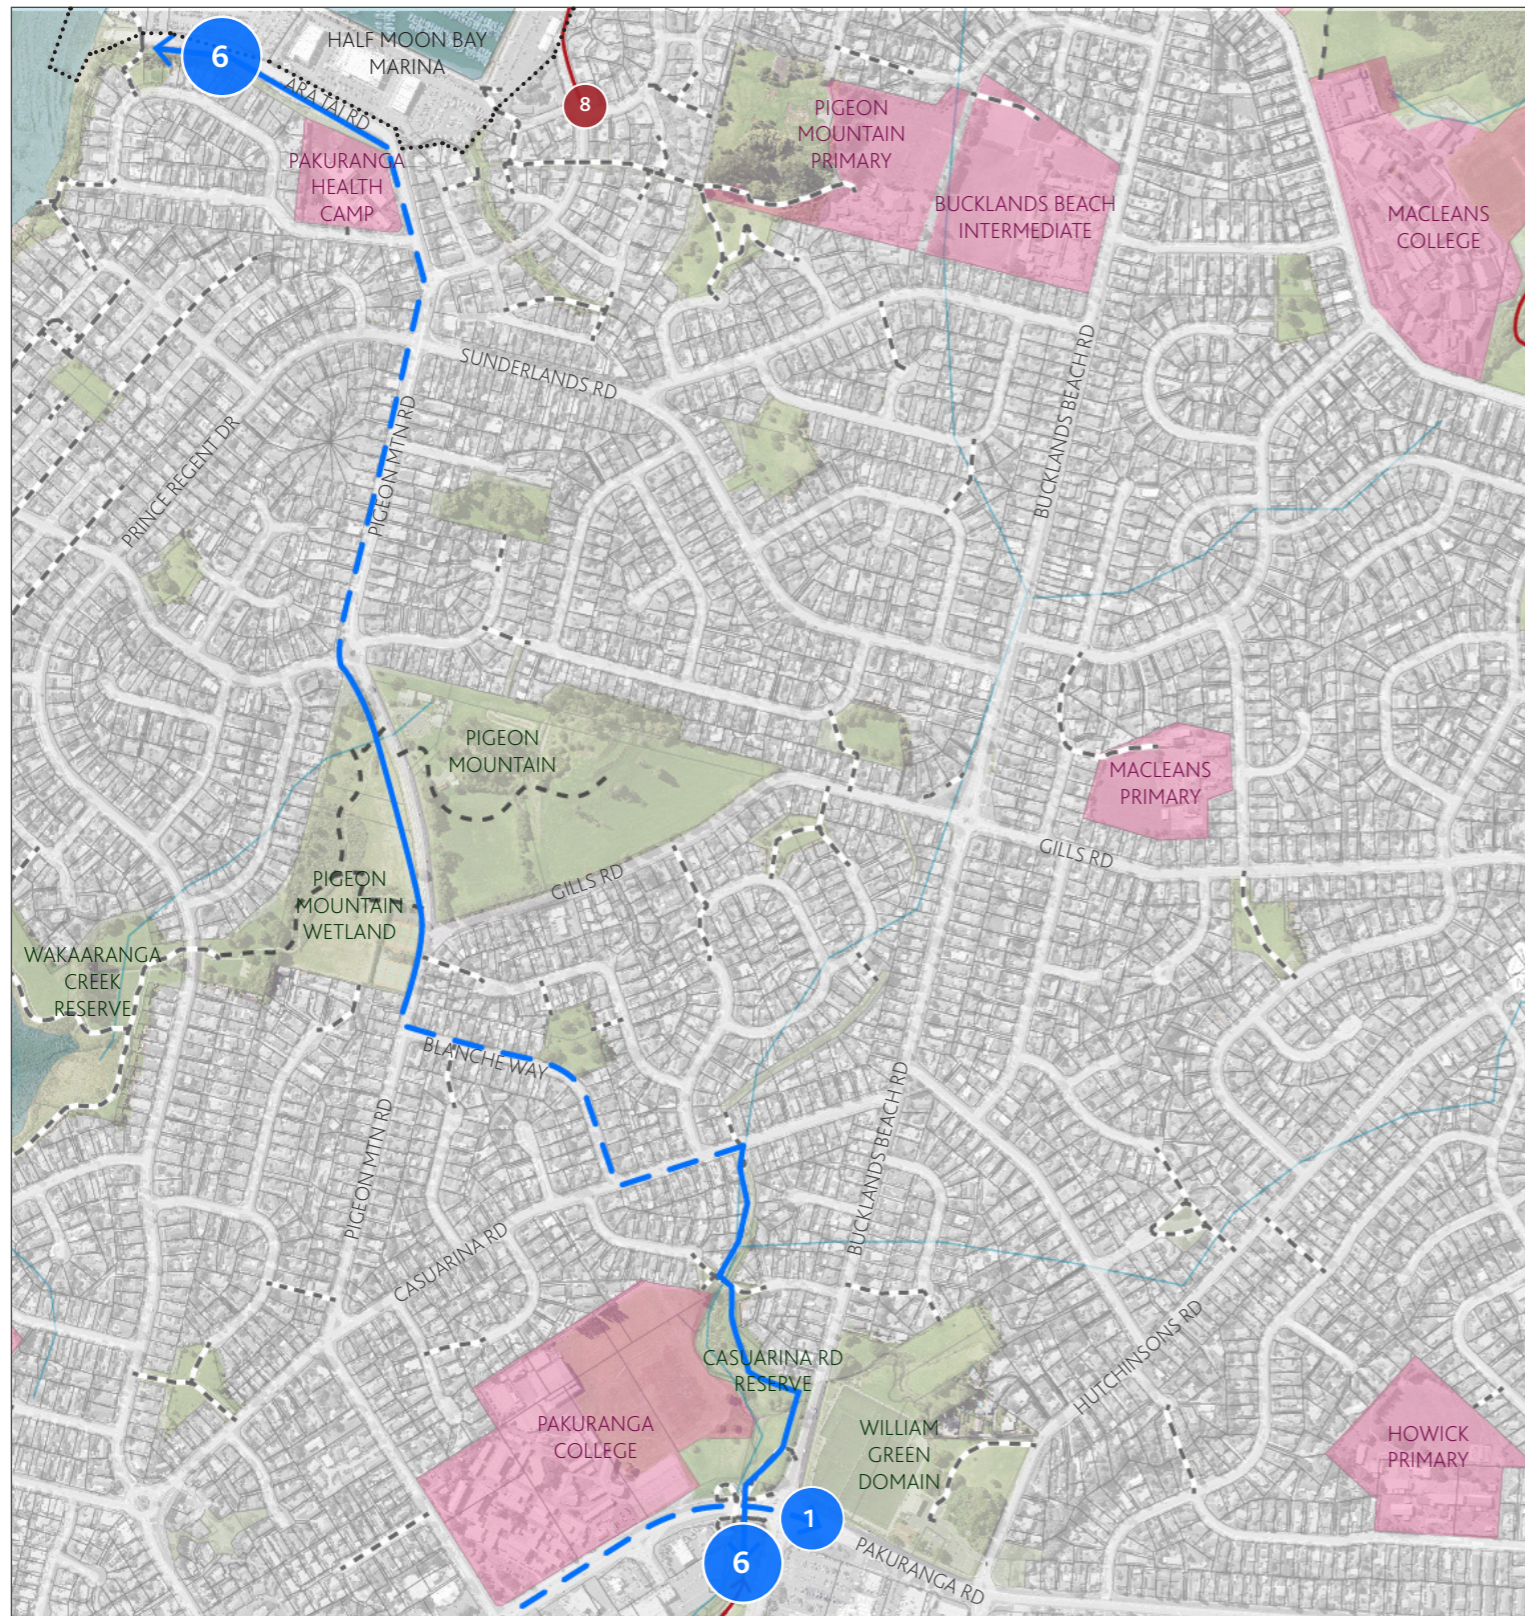 HALF MOON BAY
MARINA
6
ARA TAI RD
8
PAKURANGA
HEALTH
CAMP
PIGEON
MOUNTAIN
PRIMARY
BUCKLANDS BEACH
INTERMEDIATE
MACLEANS
COLLEGE
SUNDERLANDS RD
BUCKLANDS BEACH RD
PIGEON MTN RD
PRINCE REGENT DR
PIGEON
MOUNTAIN
MACLEANS
PRIMARY
GILLS RD
GILLS RD
PIGEON
MOUNTAIN
WETLAND
WAKAARANGA
CREEK
RESERVE
BLANCHE WAY
BUCKLANDS BEACH RD
PIGEON MTN RD
CASUARINA RD
HUTCHINSONS RD
CASUARINA RD
RESERVE
PAKURANGA
COLLEGE
WILLIAM
GREEN
DOMAIN
HOWICK
PRIMARY
1
6
PAKURANGA RD